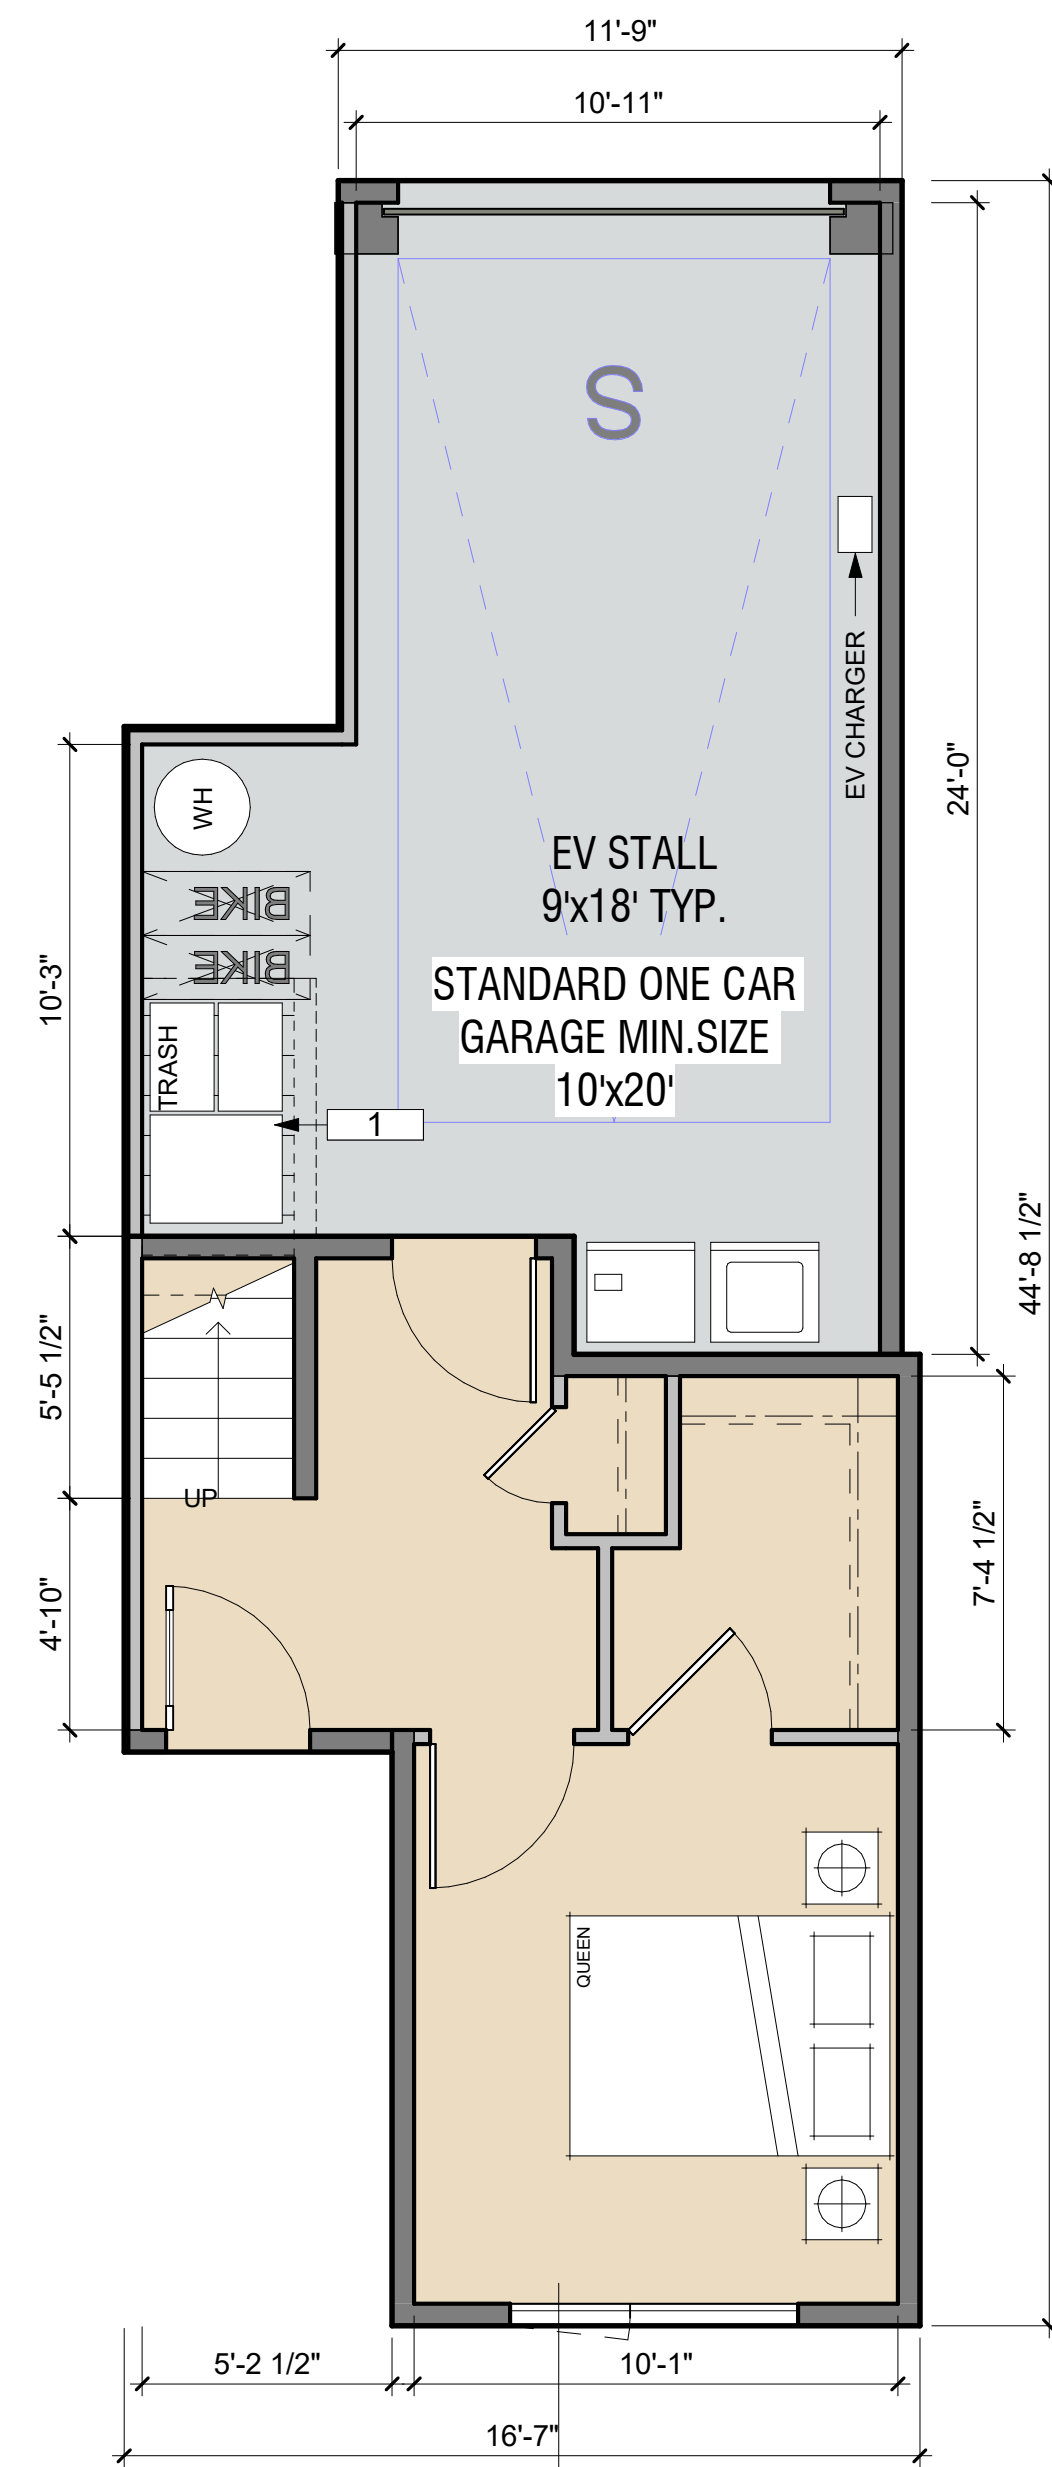 11'-9"
10'-11"
S
EV CHARGER
24'-0"
WH
EV STALL
9'x18' TYP.
BIKE
BIKE
10'-3"
STANDARD ONE CAR
GARAGE MIN.SIZE
10'x20'
TRASH
1
44'-8 1/2"
5'-5 1/2"
UP
7'-4 1/2"
4'-10"
QUEEN
5'-2 1/2"
10'-1"
16'-7"